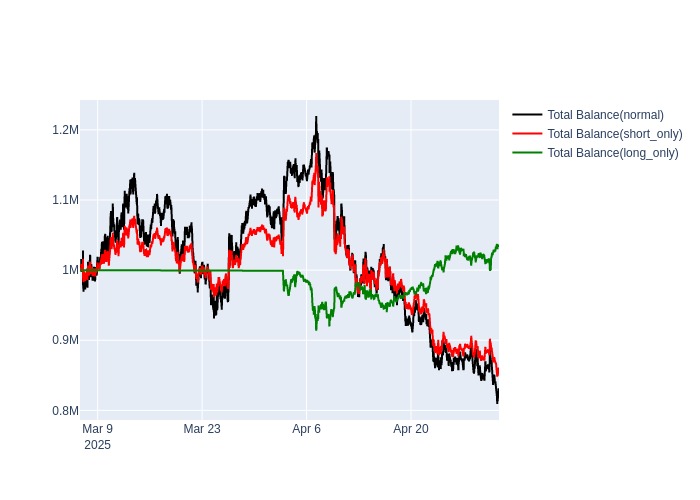 1.2M
1.1M
1M
0.9M
0.8M
Mar 9
2025
Mar 23
Apr 6
Apr 20
Total Balance(normal)
Total Balance(short_only)
Total Balance(long_only)